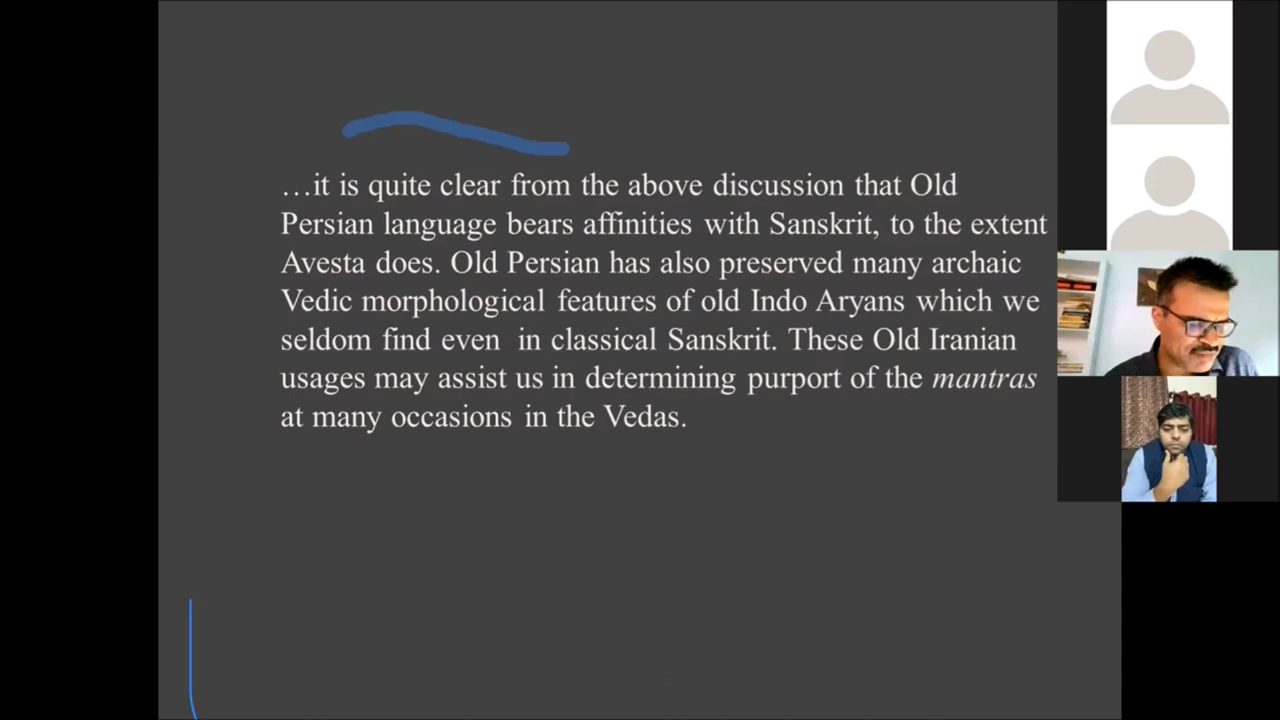 …it is quite clear from the above discussion that Old
Persian language bears affinities with Sanskrit, to the extent
Avesta does. Old Persian has also preserved many archaic
Vedic morphological features of old Indo Aryans which we
seldom find even in classical Sanskrit. These Old Iranian
usages may assist us in determining purport of the mantras
at many occasions in the Vedas.